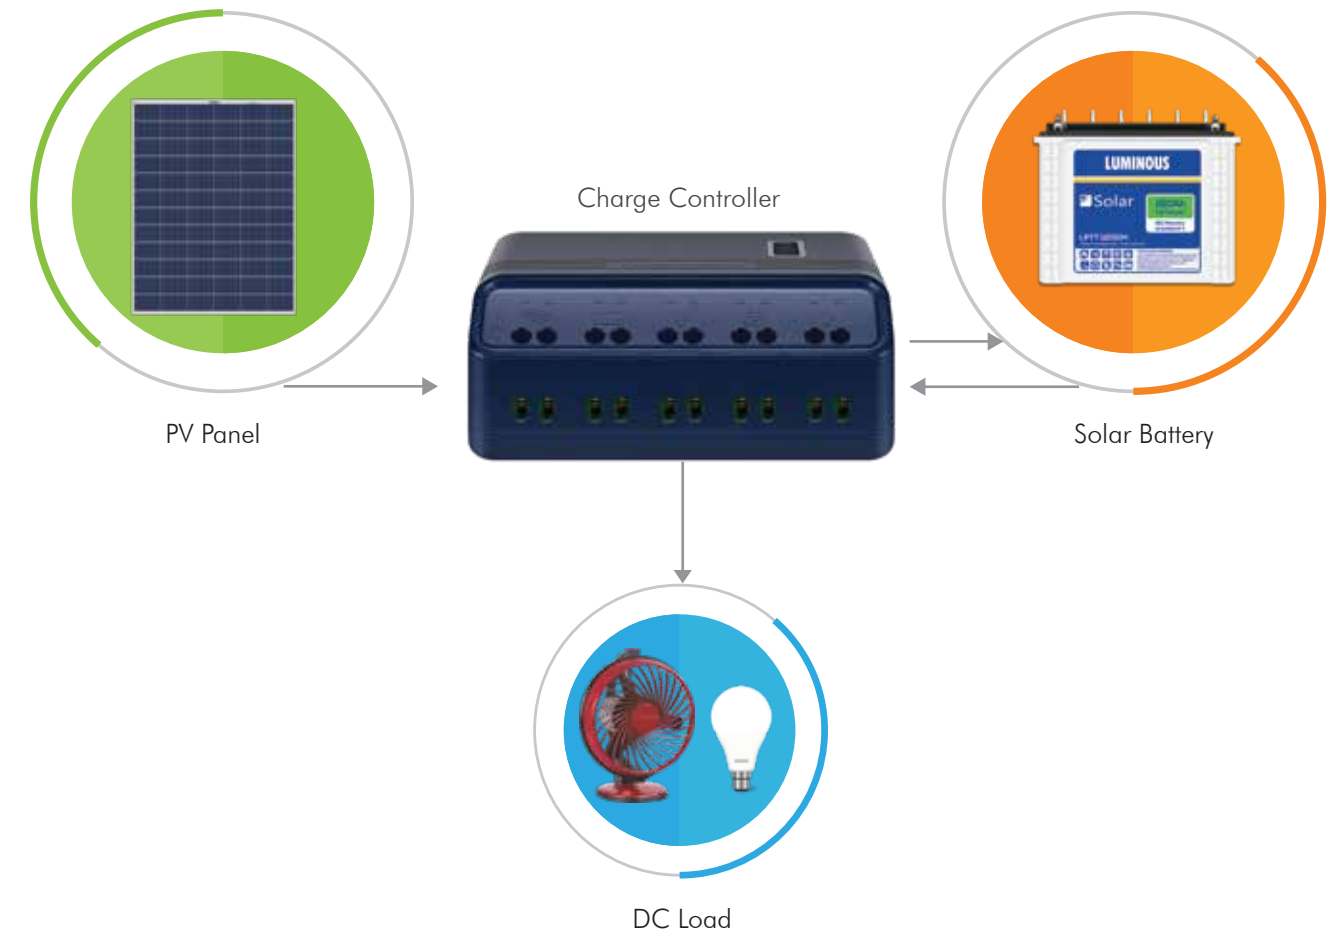 Charge Controller
LUMINOUS
Solar
PV Panel
Solar Battery
DC Load